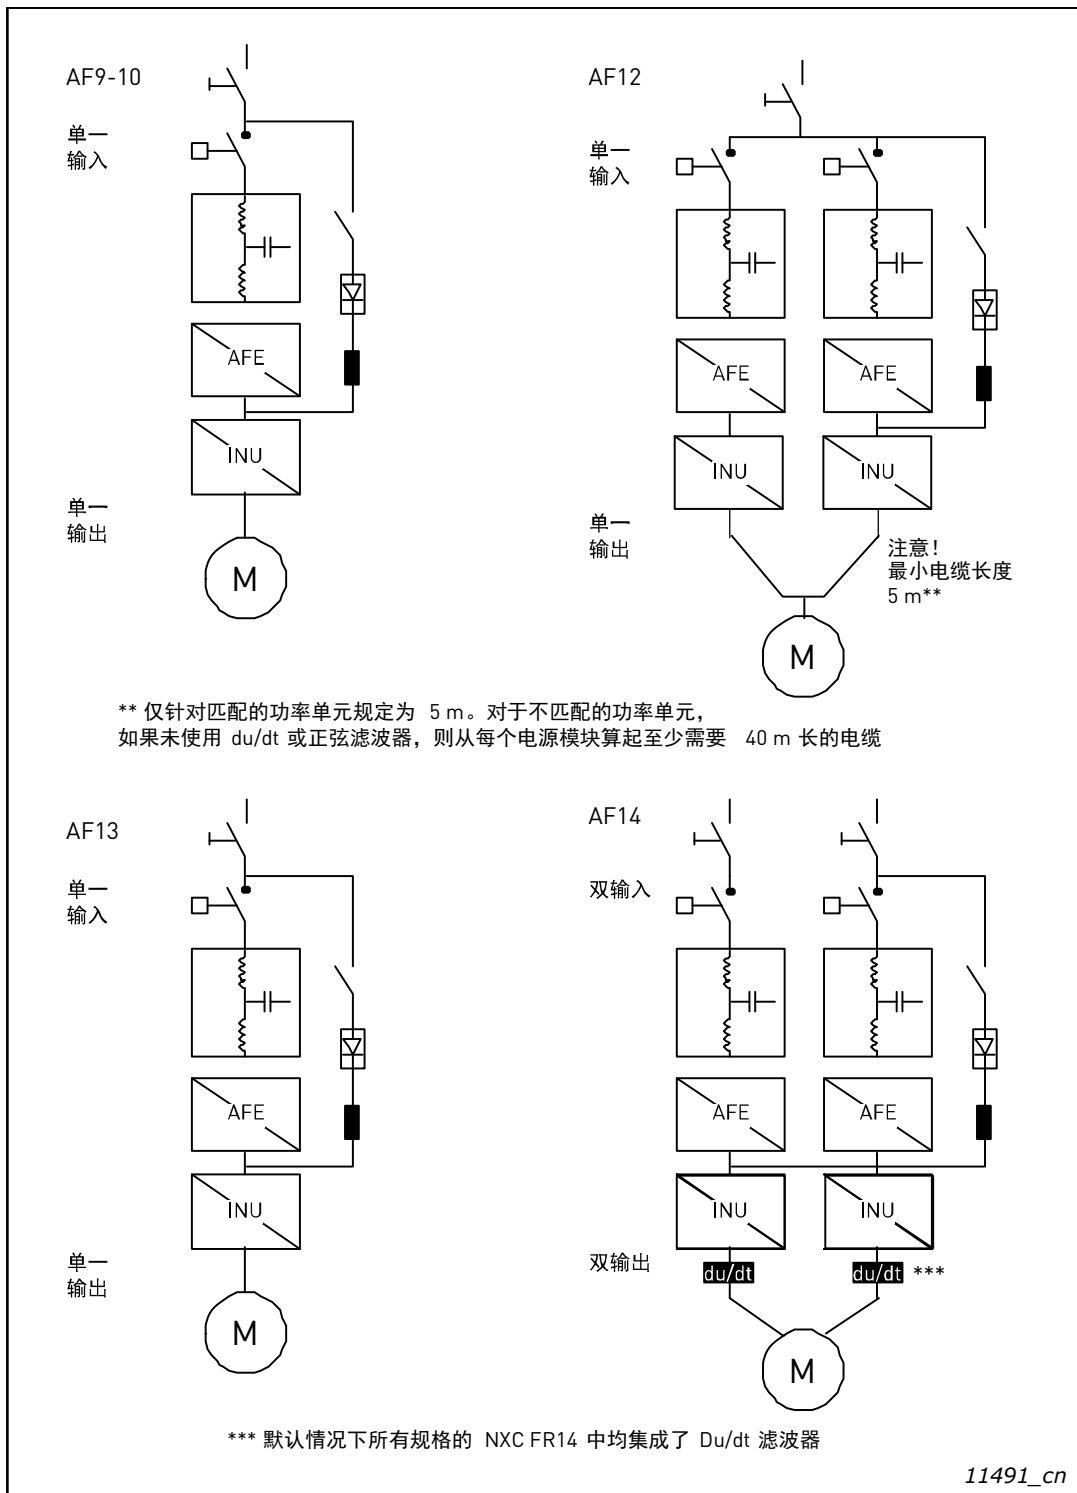 AF9-10
单一
输入
AFE
INU
单一
输出
M
AF12
单一
输入
AFE
AFE
INU
INU
单一
输出
注意！
最小电缆长度
5 m**
M
** 仅针对匹配的功率单元规定为 5 m。对于不匹配的功率单元，
如果未使用 du/dt 或正弦滤波器，则从每个电源模块算起至少需要 40 m 长的电缆
AF13
单一
输入
AFE
INU
单一
输出
M
AF14
双输入
AFE
AFE
INU
INU
双输出
du/dt
du/dt ***
M
*** 默认情况下所有规格的 NXC FR14 中均集成了 Du/dt 滤波器
11491_cn